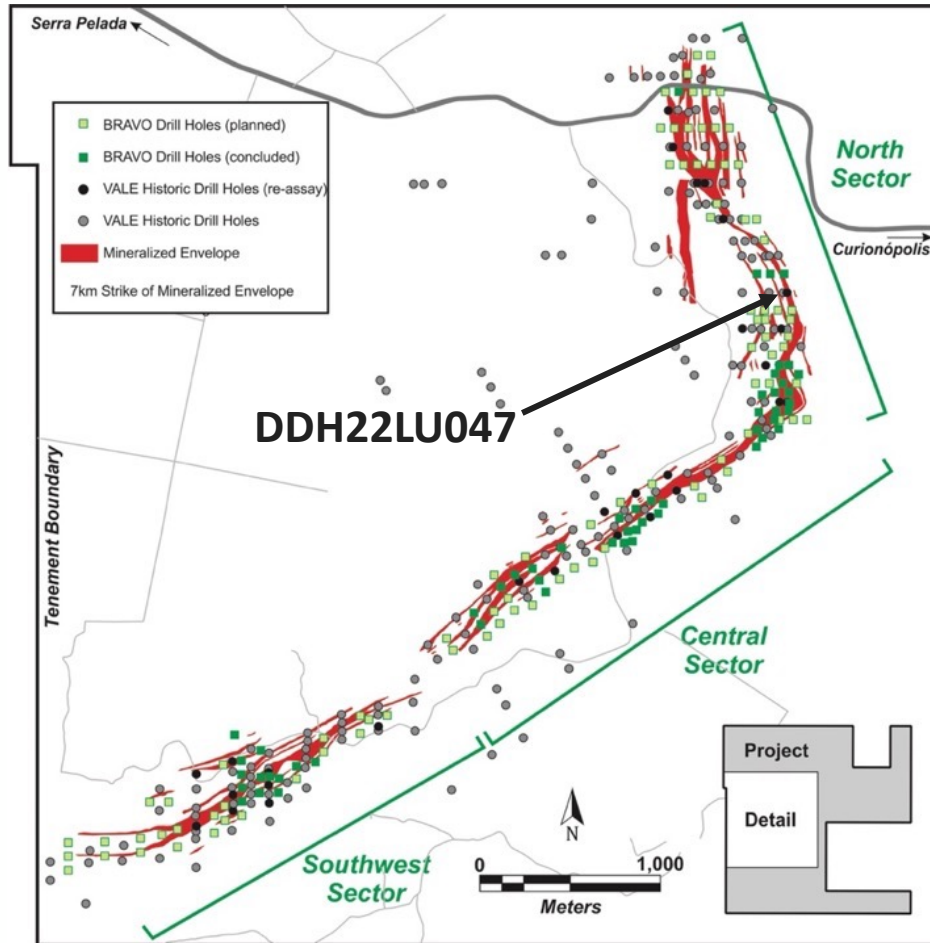 Serra Pelada
BRAVO Drill Holes (planned)
BRAVO Drill Holes (concluded)
VALE Historic Drill Holes (re-assay)
VALE Historic Drill Holes
Mineralized Envelope
7km Strike of Mineralized Envelope
North
Sector
Curionópolis
DDH22LU047
Tenement Boundary
Central
Sector
Project
Detail
N
0
1,000
Meters
Southwest
Sector